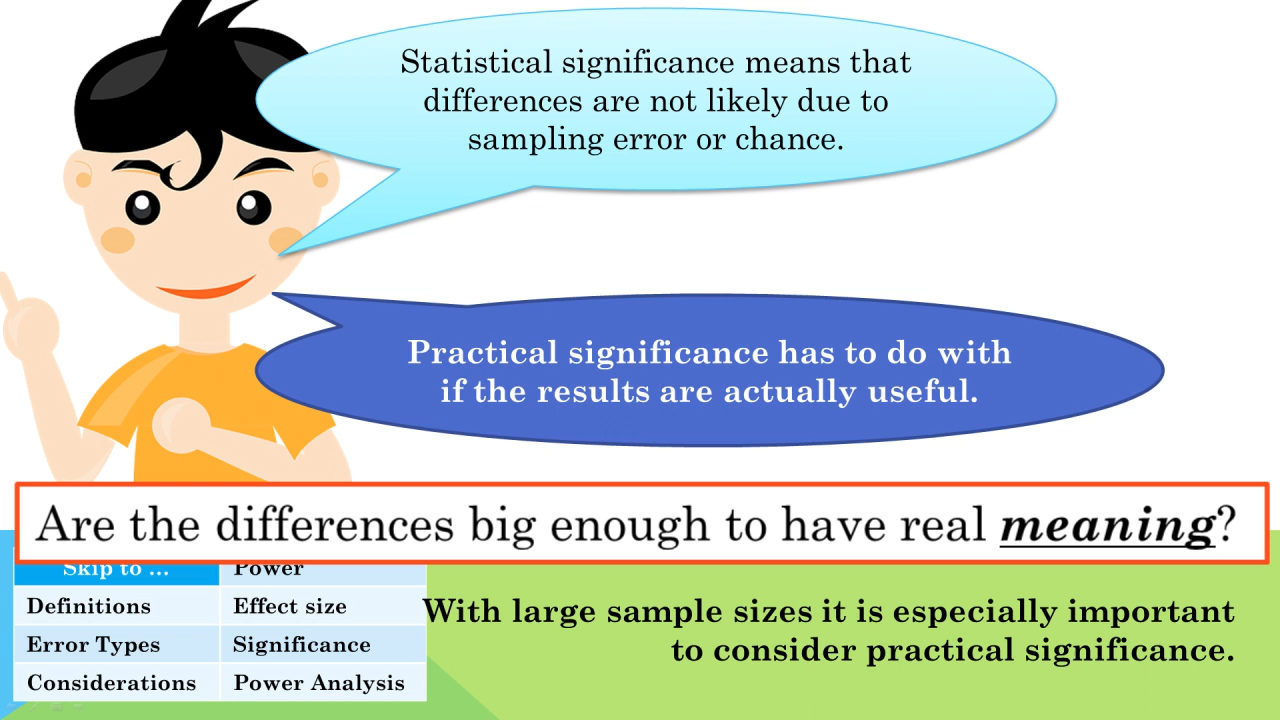 Statistical significance means that
differences are not likely due to
sampling error or chance.
Practical significance has to do with
if the results are actually useful.
Are the differences big enough to have real meaning?
Skip to ... Power
Definitions Effect size
Error Types Significance
Considerations Power Analysis
With large sample sizes it is especially important
to consider practical significance.